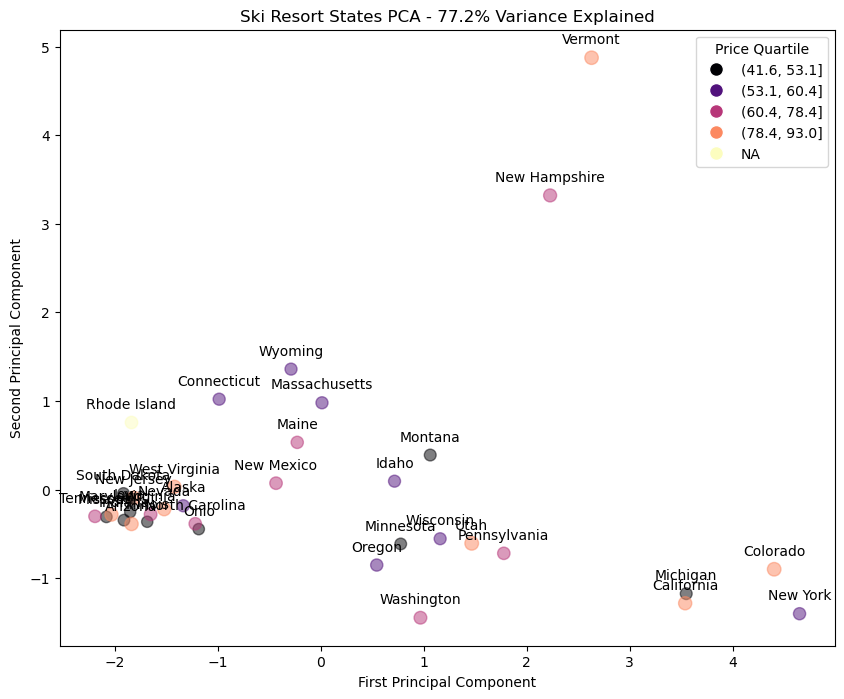 Ski Resort States PCA - 77.2% Variance Explained
Vermont
Price Quartile
(41.6, 53.1]
(53.1, 60.4]
(60.4, 78.4]
(78.4, 93.0]
NA
New Hampshire
Wyoming
Connecticut
Massachusetts
Rhode Island
Maine
Montana
New Mexico
Idaho
West Virginia
South Dakota
New Jersey
Alaska
Nevada
Tennessee
Virginia
North Carolina
Arizona
Ohio
Minnesota
Wisconsin
Utah
Pennsylvania
Oregon
Colorado
Michigan
California
New York
Washington
5
4
3
2
1
0
−1
−2
−1
0
1
2
3
4
Second Principal Component
First Principal Component